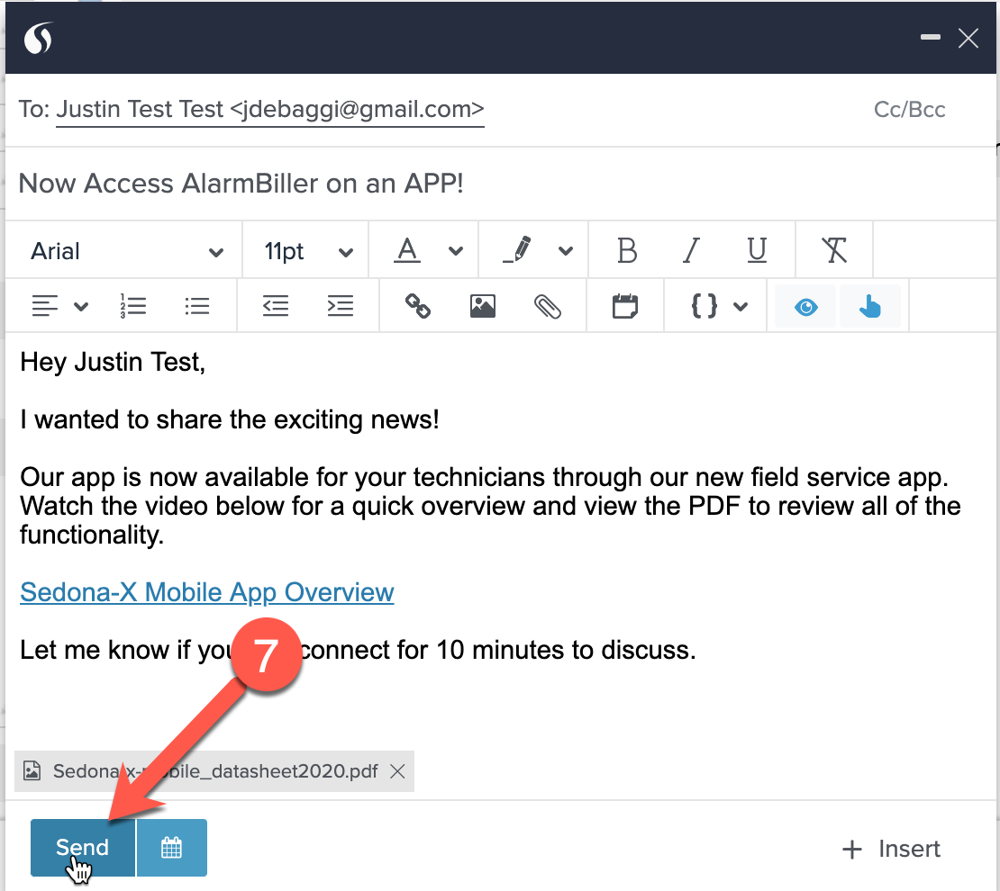 To: Justin Test Test <jdebaggi@gmail.com>
Cc/Bcc
Now Access AlarmBiller on an APP!
Arial
11pt
A
B
I
U
Hey Justin Test,
I wanted to share the exciting news!
Our app is now available for your technicians through our new field service app.
Watch the video below for a quick overview and view the PDF to review all of the
functionality.
Sedona-X Mobile App Overview
Let me know if you connect for 10 minutes to discuss.
7
Sedona-x-mobile_datasheet2020.pdf
Send
+ Insert